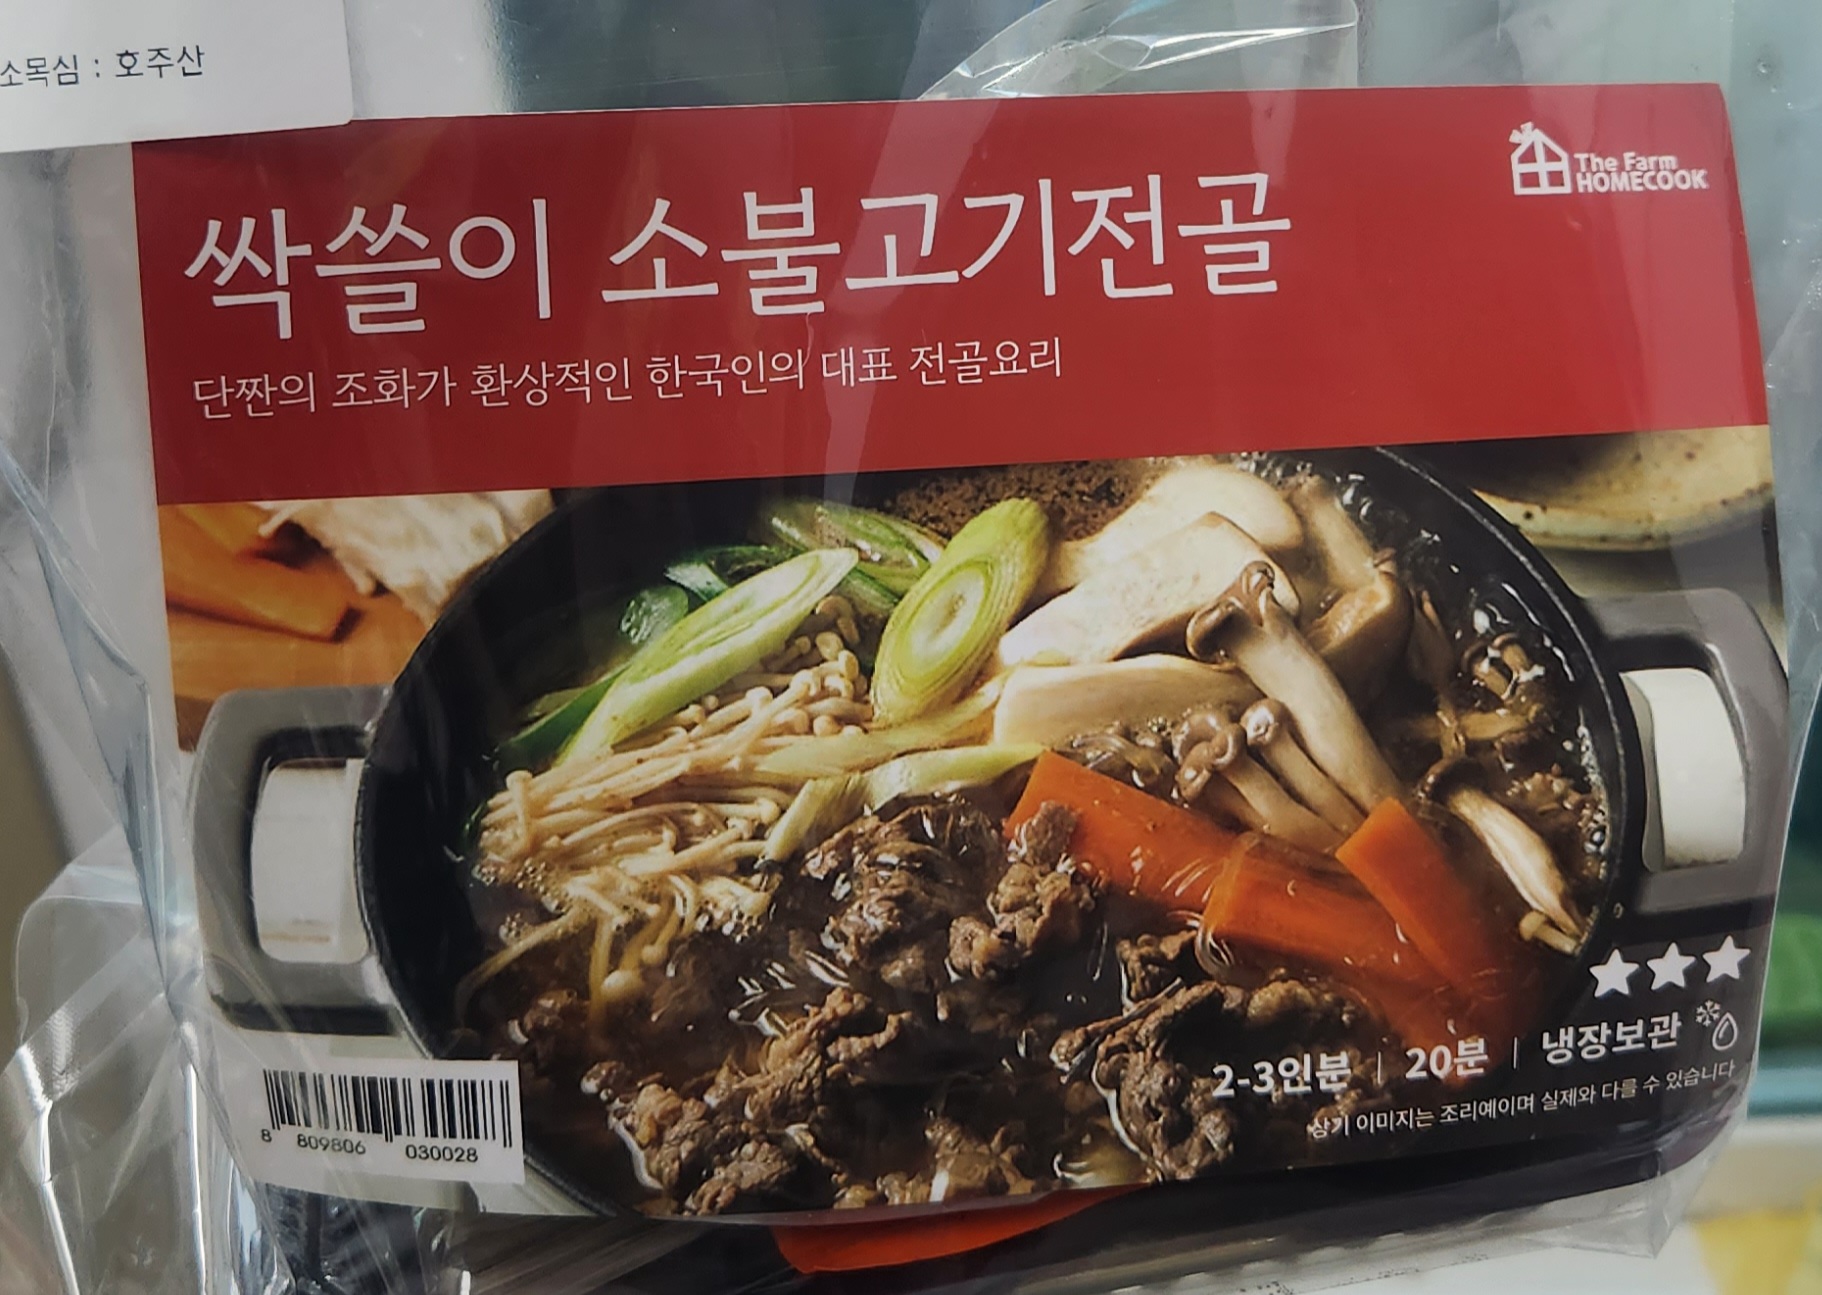 소목심 : 호주산
The Farm
HOMECOOK
싹쓸이 소불고기전골
단짠의 조화가 환상적인 한국인의 대표 전골요리
2-3인분 | 20분 | 냉장보관
상기 이미지는 조리예이며 실제와 다를 수 있습니다
8 809806 030028